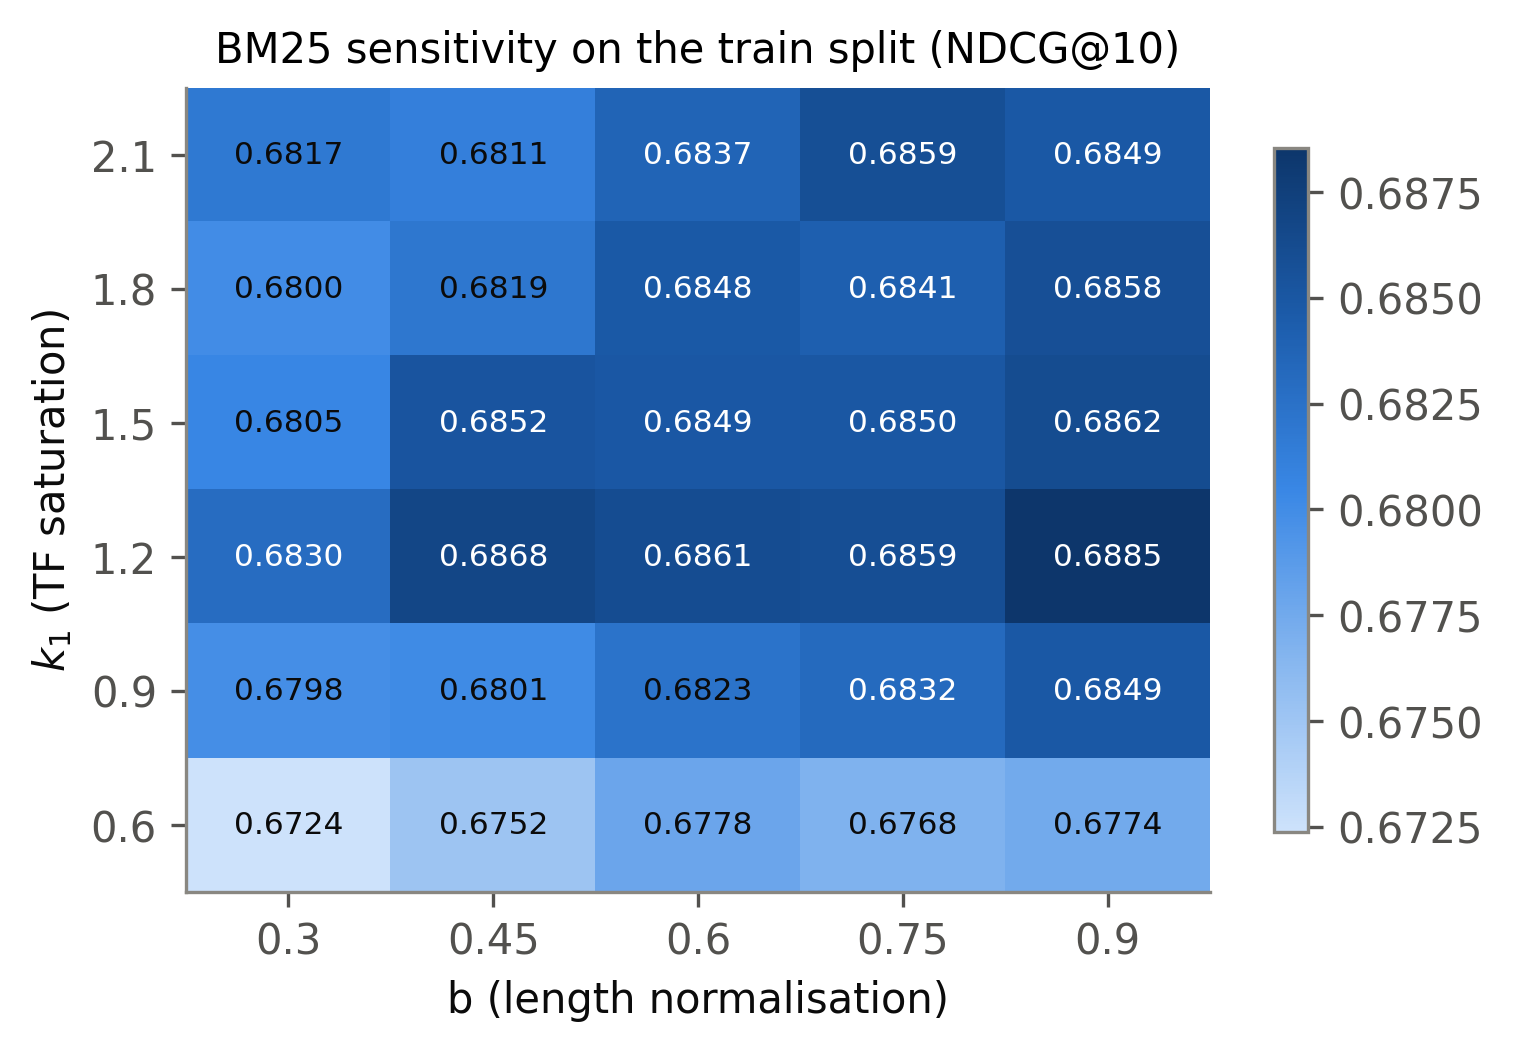 BM25 sensitivity on the train split (NDCG@10)
k1 (TF saturation)
2.1 0.6817 0.6811 0.6837 0.6859 0.6849
1.8 0.6800 0.6819 0.6848 0.6841 0.6858
1.5 0.6805 0.6852 0.6849 0.6850 0.6862
1.2 0.6830 0.6868 0.6861 0.6859 0.6885
0.9 0.6798 0.6801 0.6823 0.6832 0.6849
0.6 0.6724 0.6752 0.6778 0.6768 0.6774
0.3 0.45 0.6 0.75 0.9
b (length normalisation)
0.6875
0.6850
0.6825
0.6800
0.6775
0.6750
0.6725